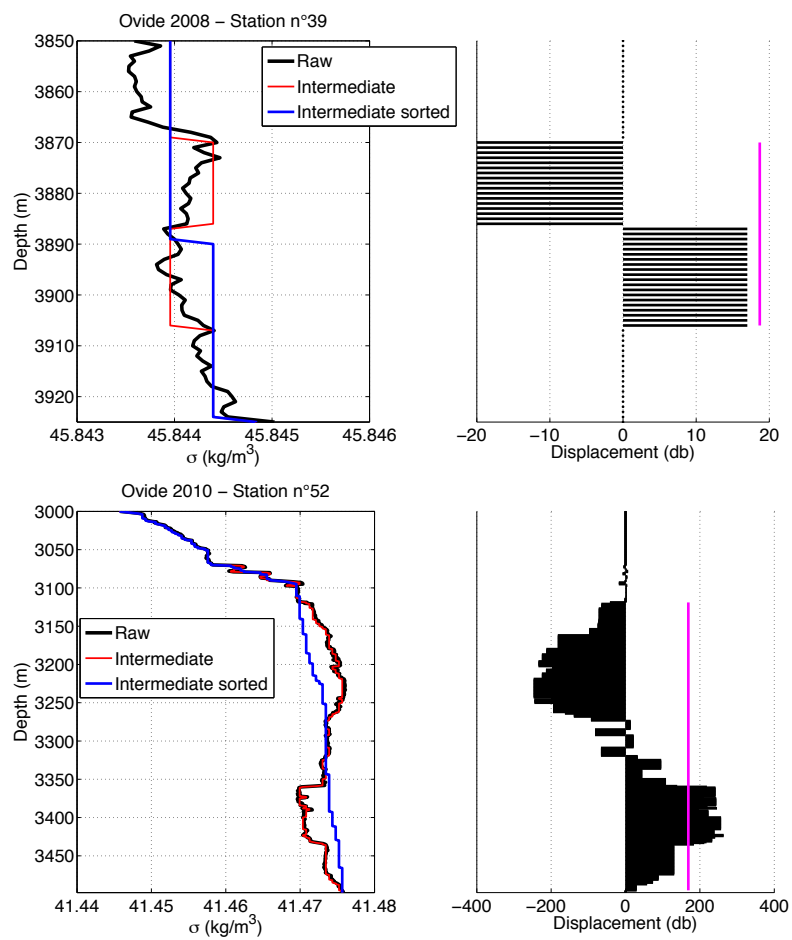 Ovide 2008 – Station n°39
3850
3860
3870
3880
3890
3900
3910
3920
Depth (m)
Raw
Intermediate
Intermediate sorted
45.843 45.844 45.845 45.846
σ (kg/m³)
−20 −10 0 10 20
Displacement (db)
Ovide 2010 – Station n°52
3000
3050
3100
3150
3200
3250
3300
3350
3400
3450
Depth (m)
Raw
Intermediate
Intermediate sorted
41.44 41.45 41.46 41.47 41.48
σ (kg/m³)
−400 −200 0 200 400
Displacement (db)